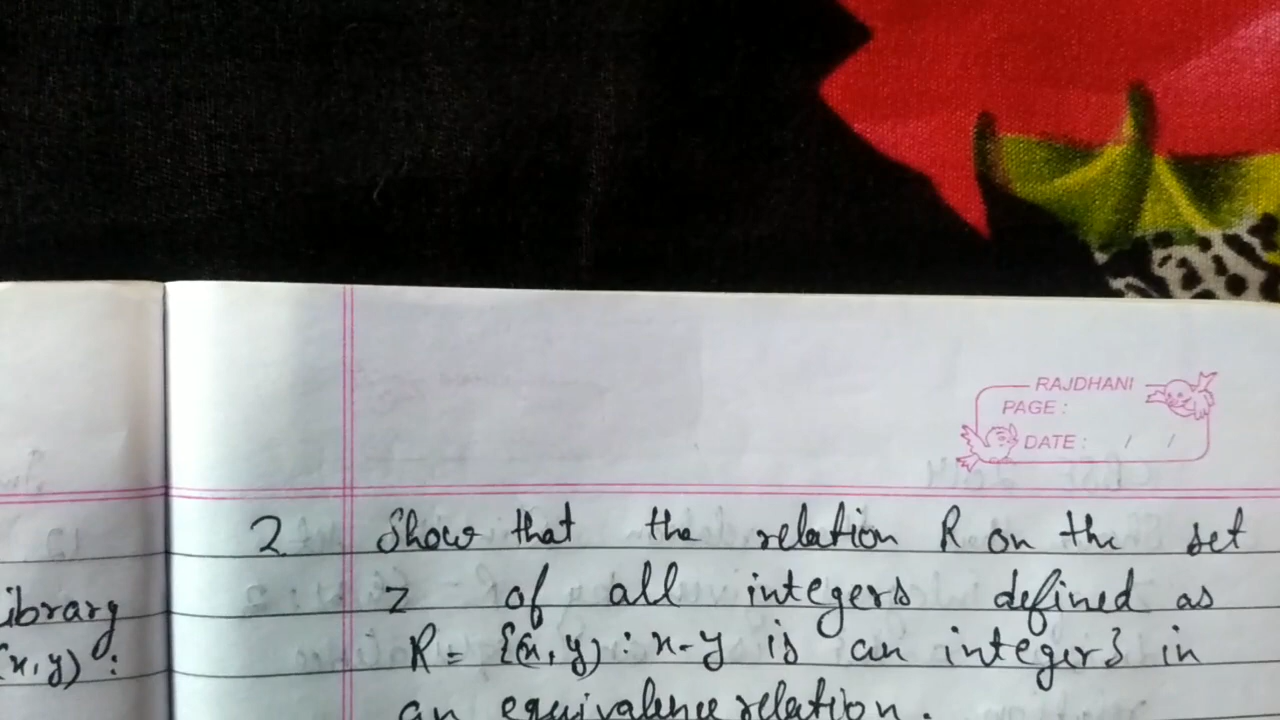 RAJDHANI
PAGE :
DATE : / /
2 Show that the relation R on the set
Z of all integers defined as
R = {(x, y) : x-y is an integer} in
an equivalence relation.
ibrary
(x, y) :